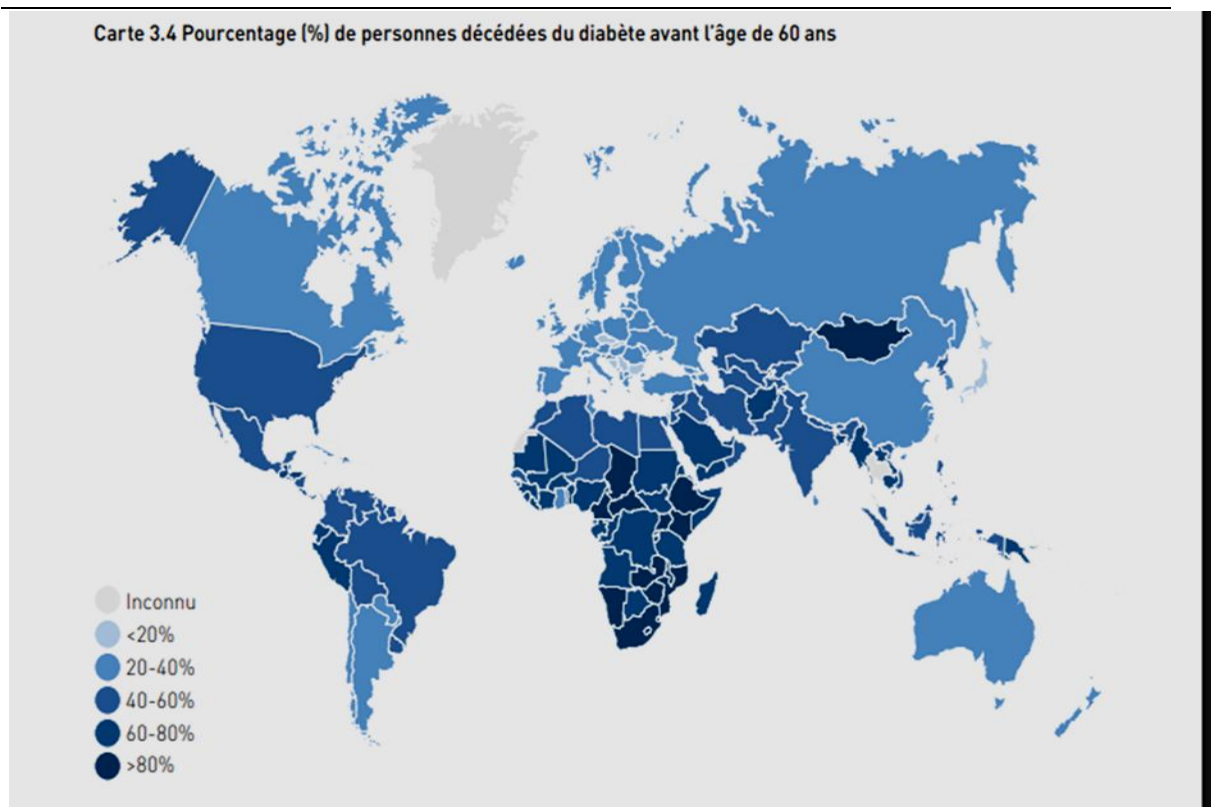 Carte 3.4 Pourcentage (%) de personnes décédées du diabète avant l'âge de 60 ans
Inconnu
<20%
20-40%
40-60%
60-80%
>80%